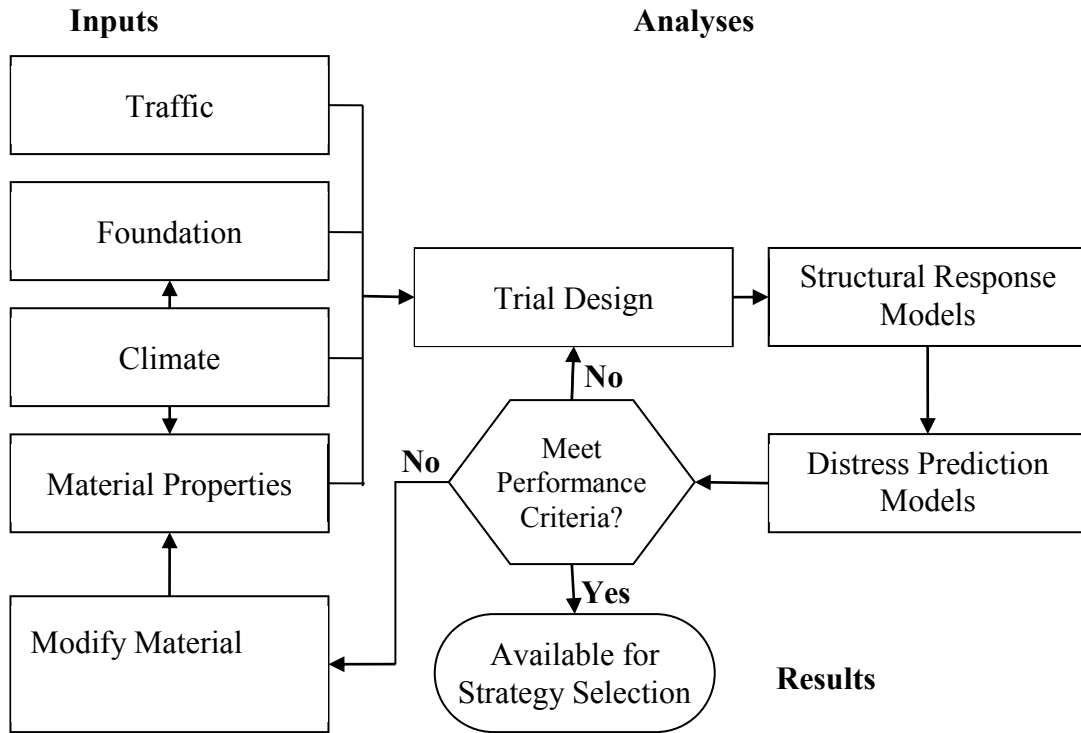 Inputs
Analyses
Traffic
Foundation
Climate
Material Properties
Modify Material
Trial Design
Structural Response
Models
Distress Prediction
Models
No
No
Meet
Performance
Criteria?
Yes
Available for
Strategy Selection
Results